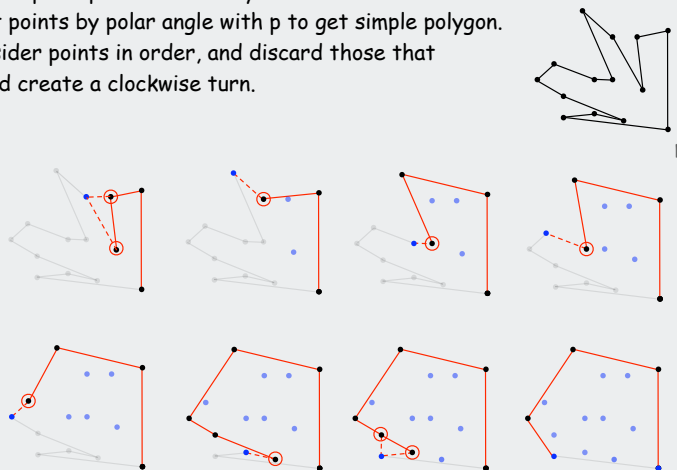 t points by polar angle with p to get simple polygon.
sider points in order, and discard those that
d create a clockwise turn.